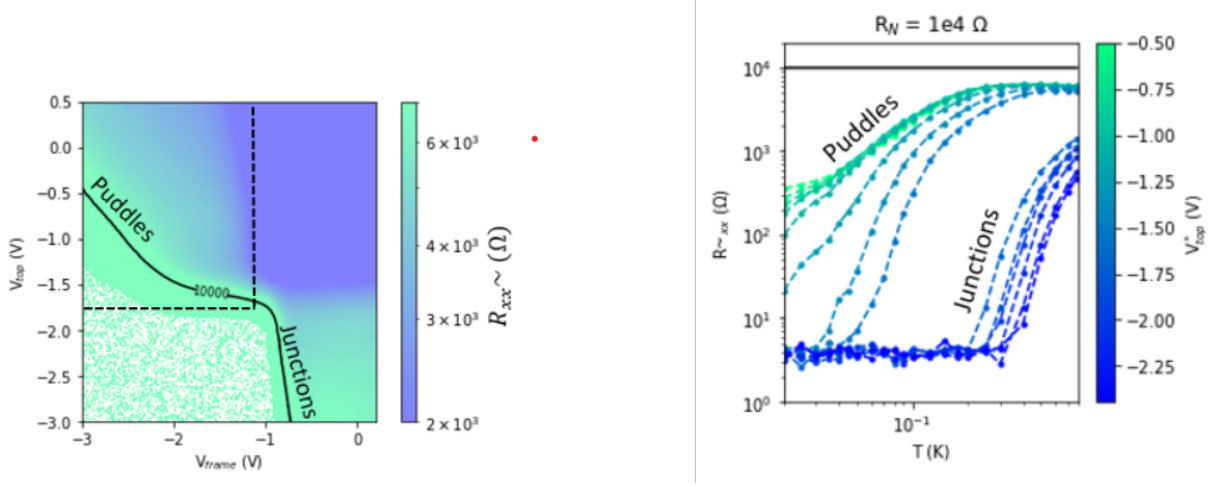 0.5
0.0
−0.5
−1.0
−1.5
−2.0
−2.5
−3.0
V_top (V)
−3
−2
−1
0
V_frame (V)
Puddles
10000
Junctions
6 × 10³
4 × 10³
3 × 10³
2 × 10³
R_xx~ (Ω)
R_N = 1e4 Ω
10⁴
10³
10²
10¹
10⁰
R~_xx (Ω)
Puddles
Junctions
10⁻¹
T (K)
−0.50
−0.75
−1.00
−1.25
−1.50
−1.75
−2.00
−2.25
V*_top (V)